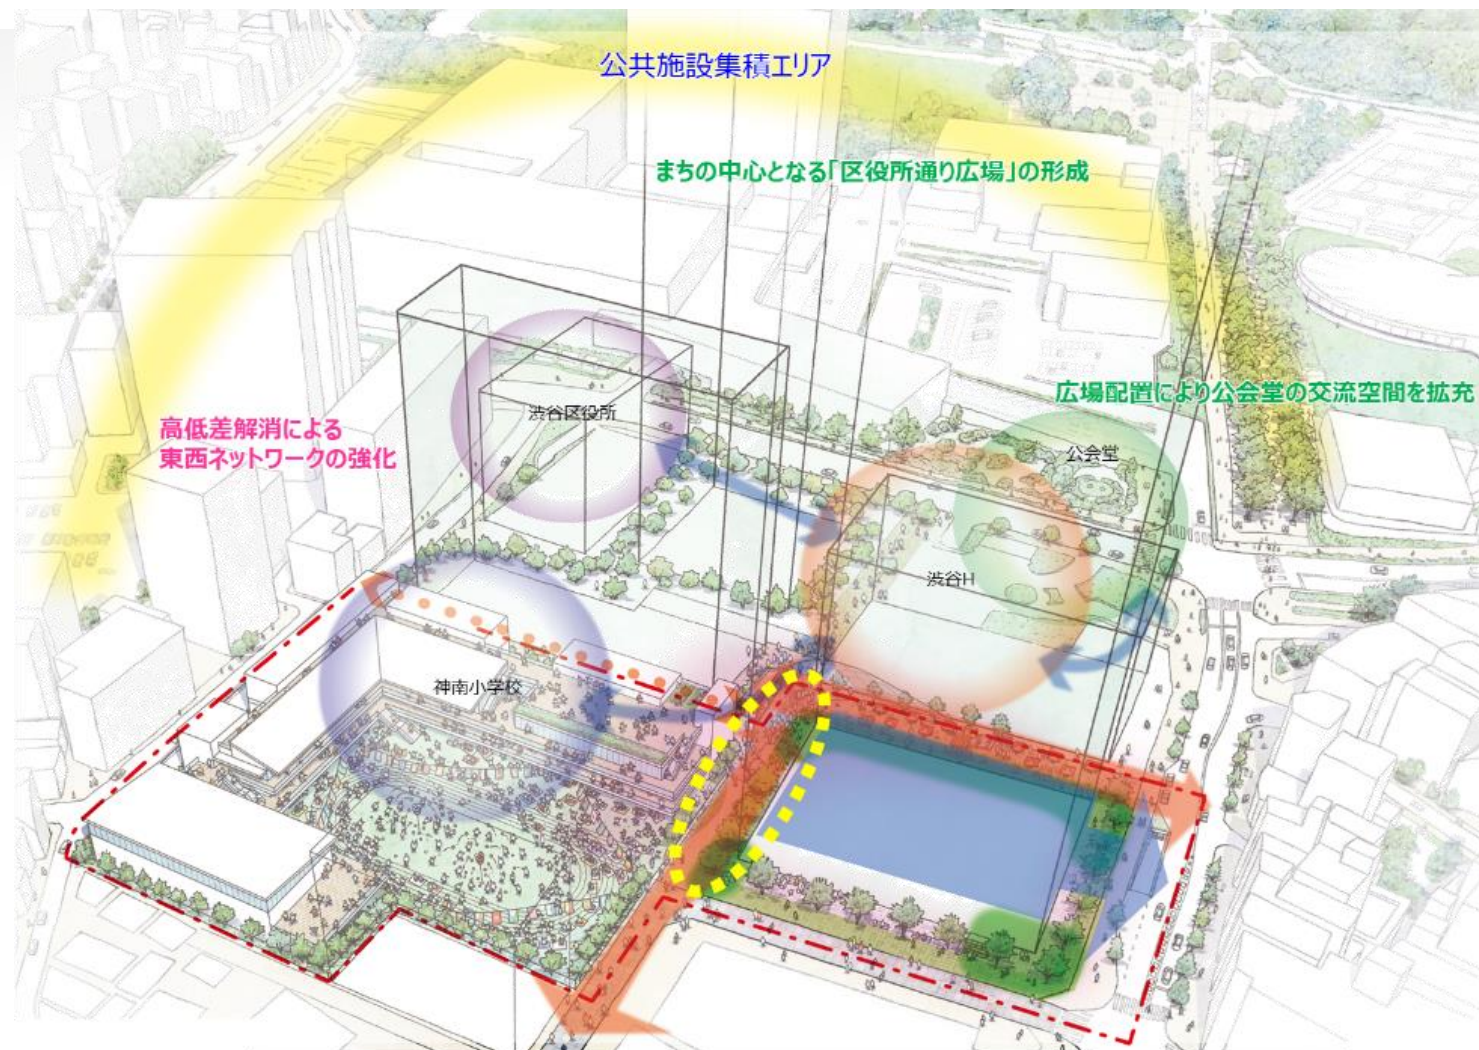 公共施設集積エリア
まちの中心となる「区役所通り広場」の形成
広場配置により公会堂の交流空間を拡充
渋谷区役所
高低差解消による
東西ネットワークの強化
公会堂
渋谷H
神南小学校